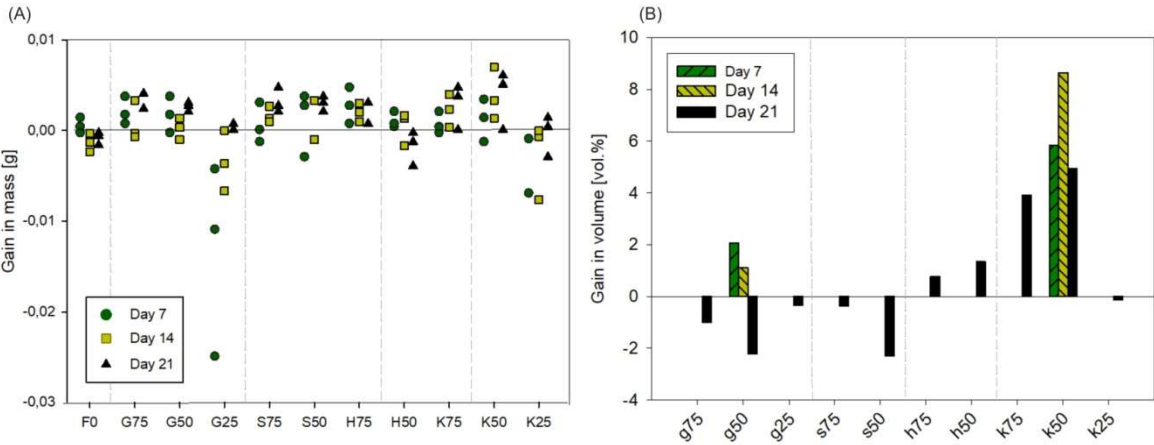 (A)
0,01
0,00
-0,01
-0,02
-0,03
Gain in mass [g]
Day 7
Day 14
Day 21
F0 G75 G50 G25 S75 S50 H75 H50 K75 K50 K25
(B)
10
8
6
4
2
0
-2
-4
Gain in volume [vol.%]
Day 7
Day 14
Day 21
g75 g50 g25 s75 s50 h75 h50 k75 k50 k25